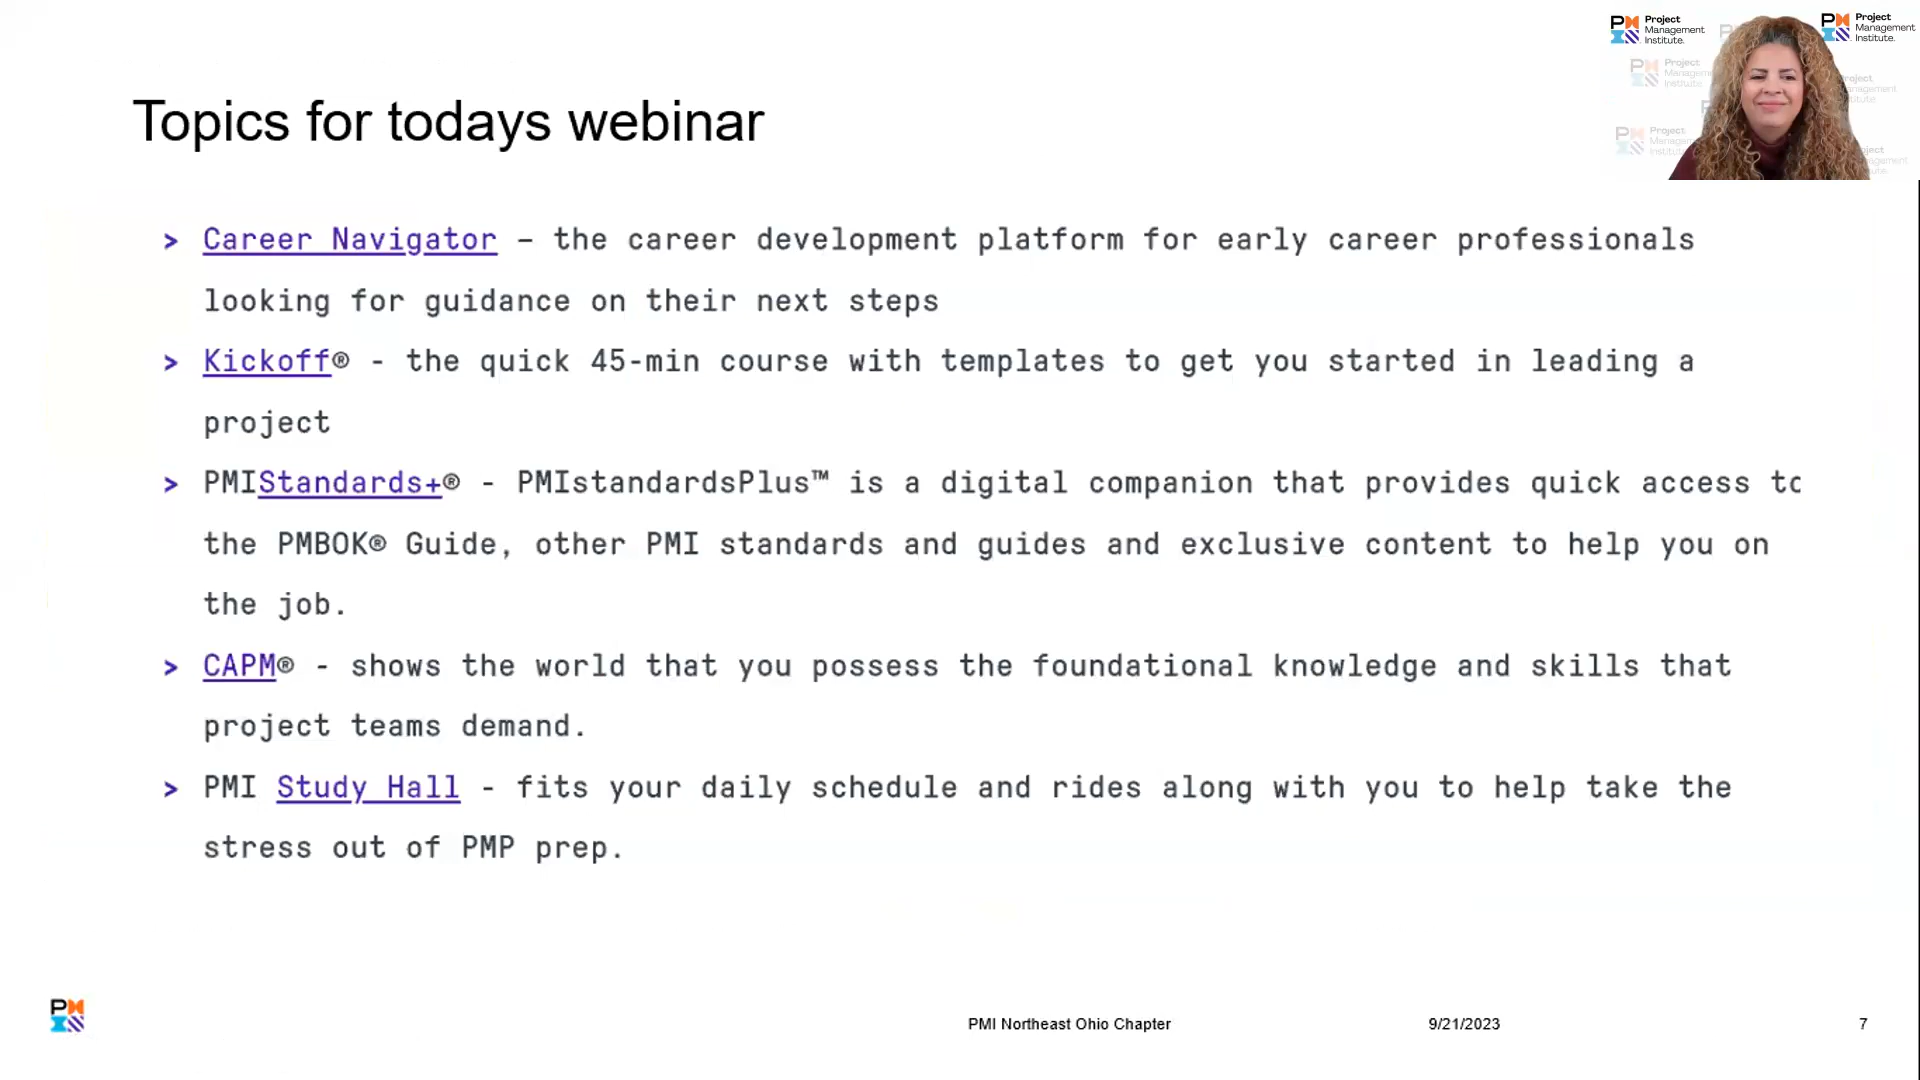 Project
Management
Institute.
Project
Management
Institute.
Project
Topics for todays webinar
> Career Navigator – the career development platform for early career professionals
looking for guidance on their next steps
> Kickoff® - the quick 45-min course with templates to get you started in leading a
project
> PMIStandards+® - PMIstandardsPlus™ is a digital companion that provides quick access to
the PMBOK® Guide, other PMI standards and guides and exclusive content to help you on
the job.
> CAPM® - shows the world that you possess the foundational knowledge and skills that
project teams demand.
> PMI Study Hall - fits your daily schedule and rides along with you to help take the
stress out of PMP prep.
PMI Northeast Ohio Chapter
9/21/2023
7